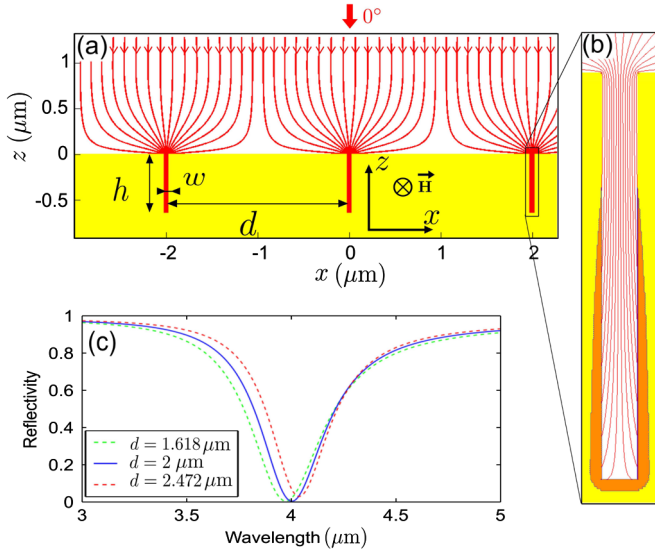 0°
(a)
(b)
1
0.5
0
-0.5
z (μm)
h
w
d
z
⊗ H
x
-2
-1
0
1
2
x (μm)
(c)
1
0.8
0.6
0.4
0.2
0
Reflectivity
d = 1.618 μm
d = 2 μm
d = 2.472 μm
3
3.5
4
4.5
5
Wavelength (μm)